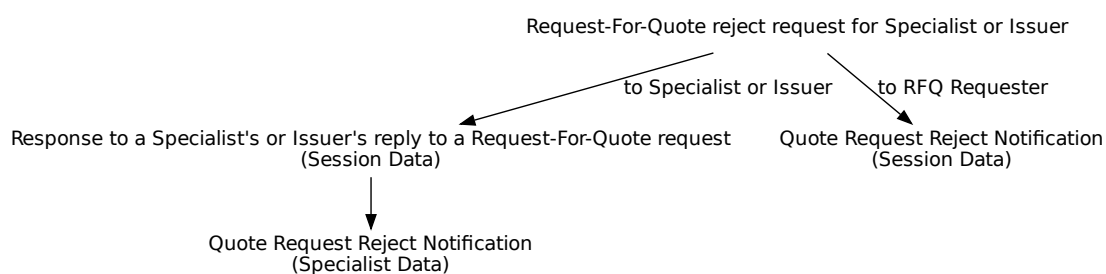 Request-For-Quote reject request for Specialist or Issuer
to Specialist or Issuer
to RFQ Requester
Response to a Specialist's or Issuer's reply to a Request-For-Quote request
(Session Data)
Quote Request Reject Notification
(Session Data)
Quote Request Reject Notification
(Specialist Data)